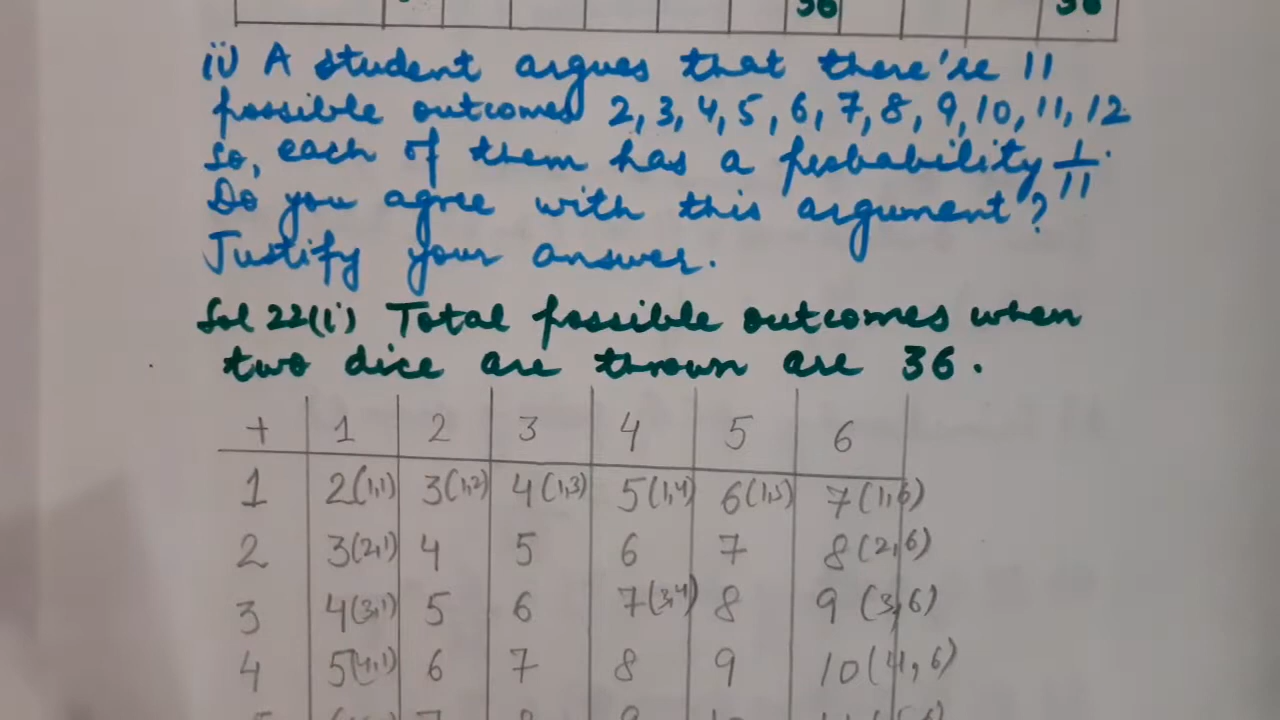 36 36
ii) A student argues that there're 11
possible outcomes 2, 3, 4, 5, 6, 7, 8, 9, 10, 11, 12
So, each of them has a probability 1/11.
Do you agree with this argument?
Justify your answer.
Sol 22(i) Total possible outcomes when
two dice are thrown are 36.
+ 1 2 3 4 5 6
1 2(1,1) 3(1,2) 4(1,3) 5(1,4) 6(1,5) 7(1,6)
2 3(2,1) 4 5 6 7 8(2,6)
3 4(3,1) 5 6 7(3,4) 8 9 (3,6)
4 5(4,1) 6 7 8 9 10(4,6)